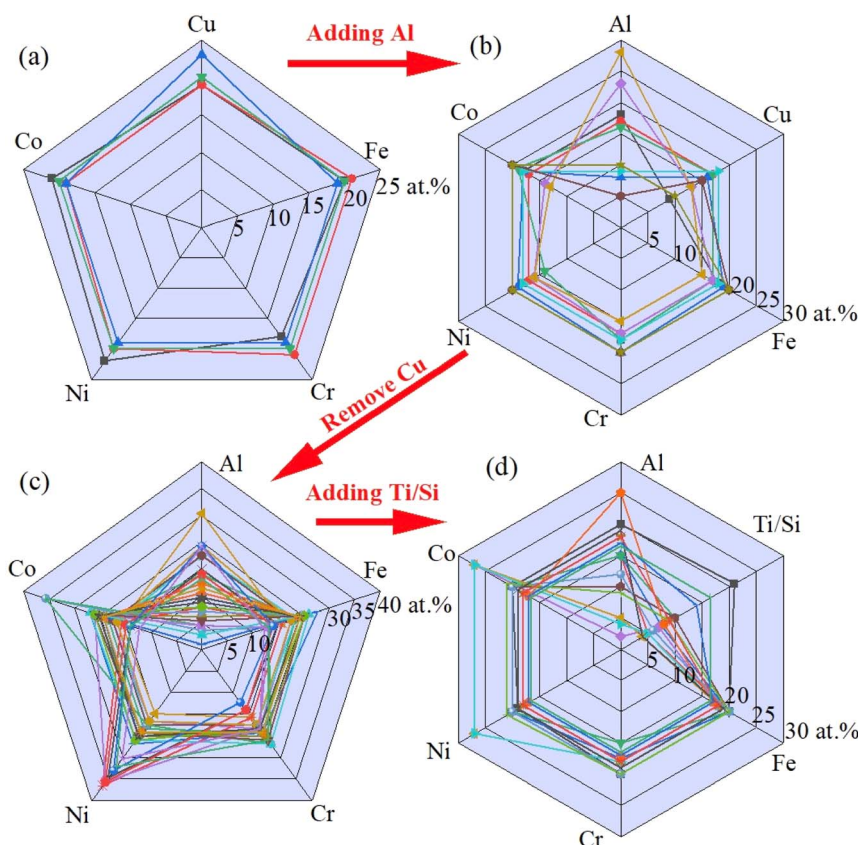 (a)
Cu
Co
Fe
25 at.%
20
15
10
5
Ni
Cr
Adding Al
(b)
Al
Co
Cu
5
10
20
25
30 at.%
Ni
Fe
Cr
Remove Cu
(c)
Al
Co
Fe
40 at.%
35
30
10
5
Ni
Cr
Adding Ti/Si
(d)
Al
Co
Ti/Si
5
10
20
25
30 at.%
Ni
Fe
Cr